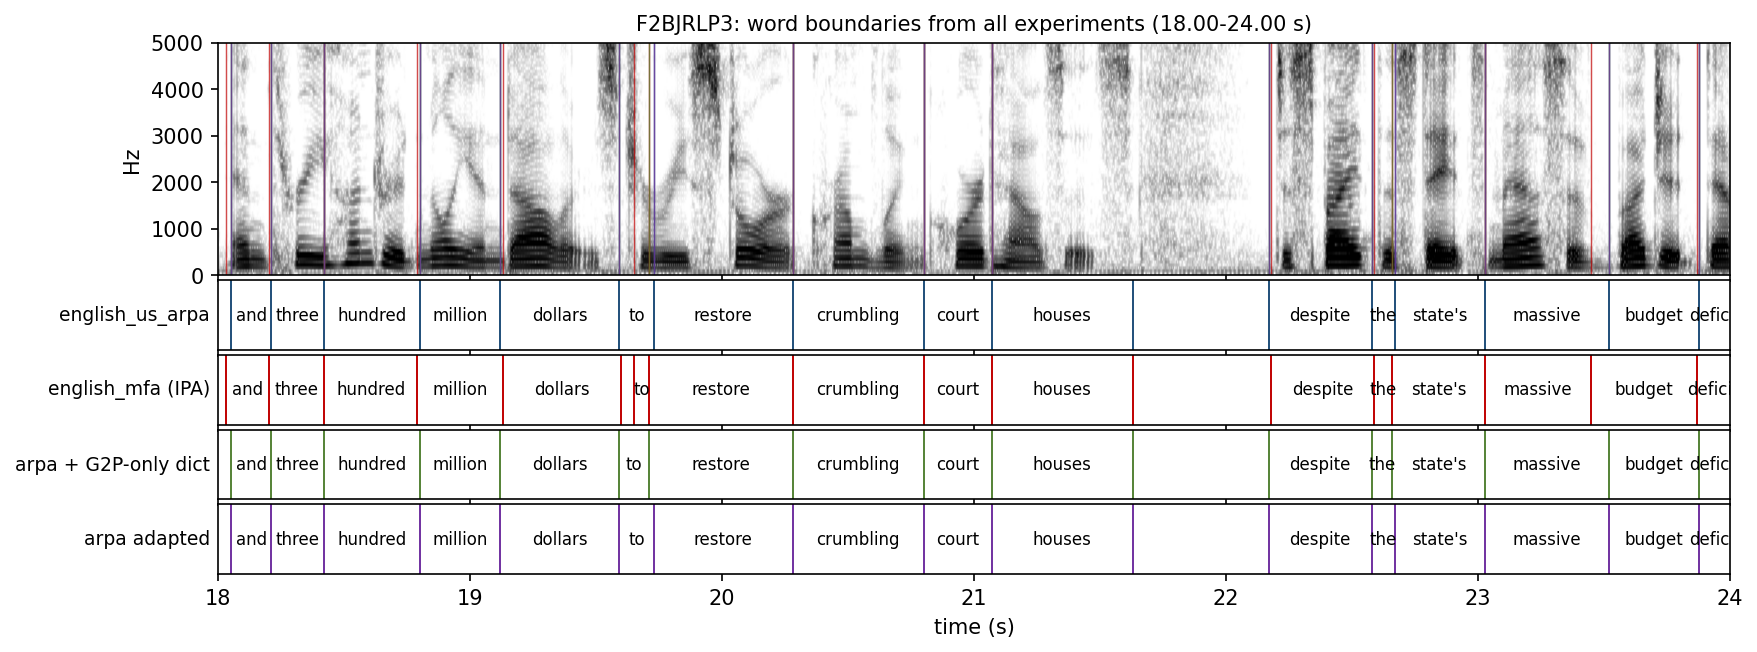 F2BJRLP3: word boundaries from all experiments (18.00-24.00 s)
5000
4000
3000
2000
1000
0
Hz
english_us_arpa and three hundred million dollars to restore crumbling court houses despite the state's massive budget defic
english_mfa (IPA) and three hundred million dollars to restore crumbling court houses despite the state's massive budget defic
arpa + G2P-only dict and three hundred million dollars to restore crumbling court houses despite the state's massive budget defic
arpa adapted and three hundred million dollars to restore crumbling court houses despite the state's massive budget defic
18 19 20 21 22 23 24
time (s)